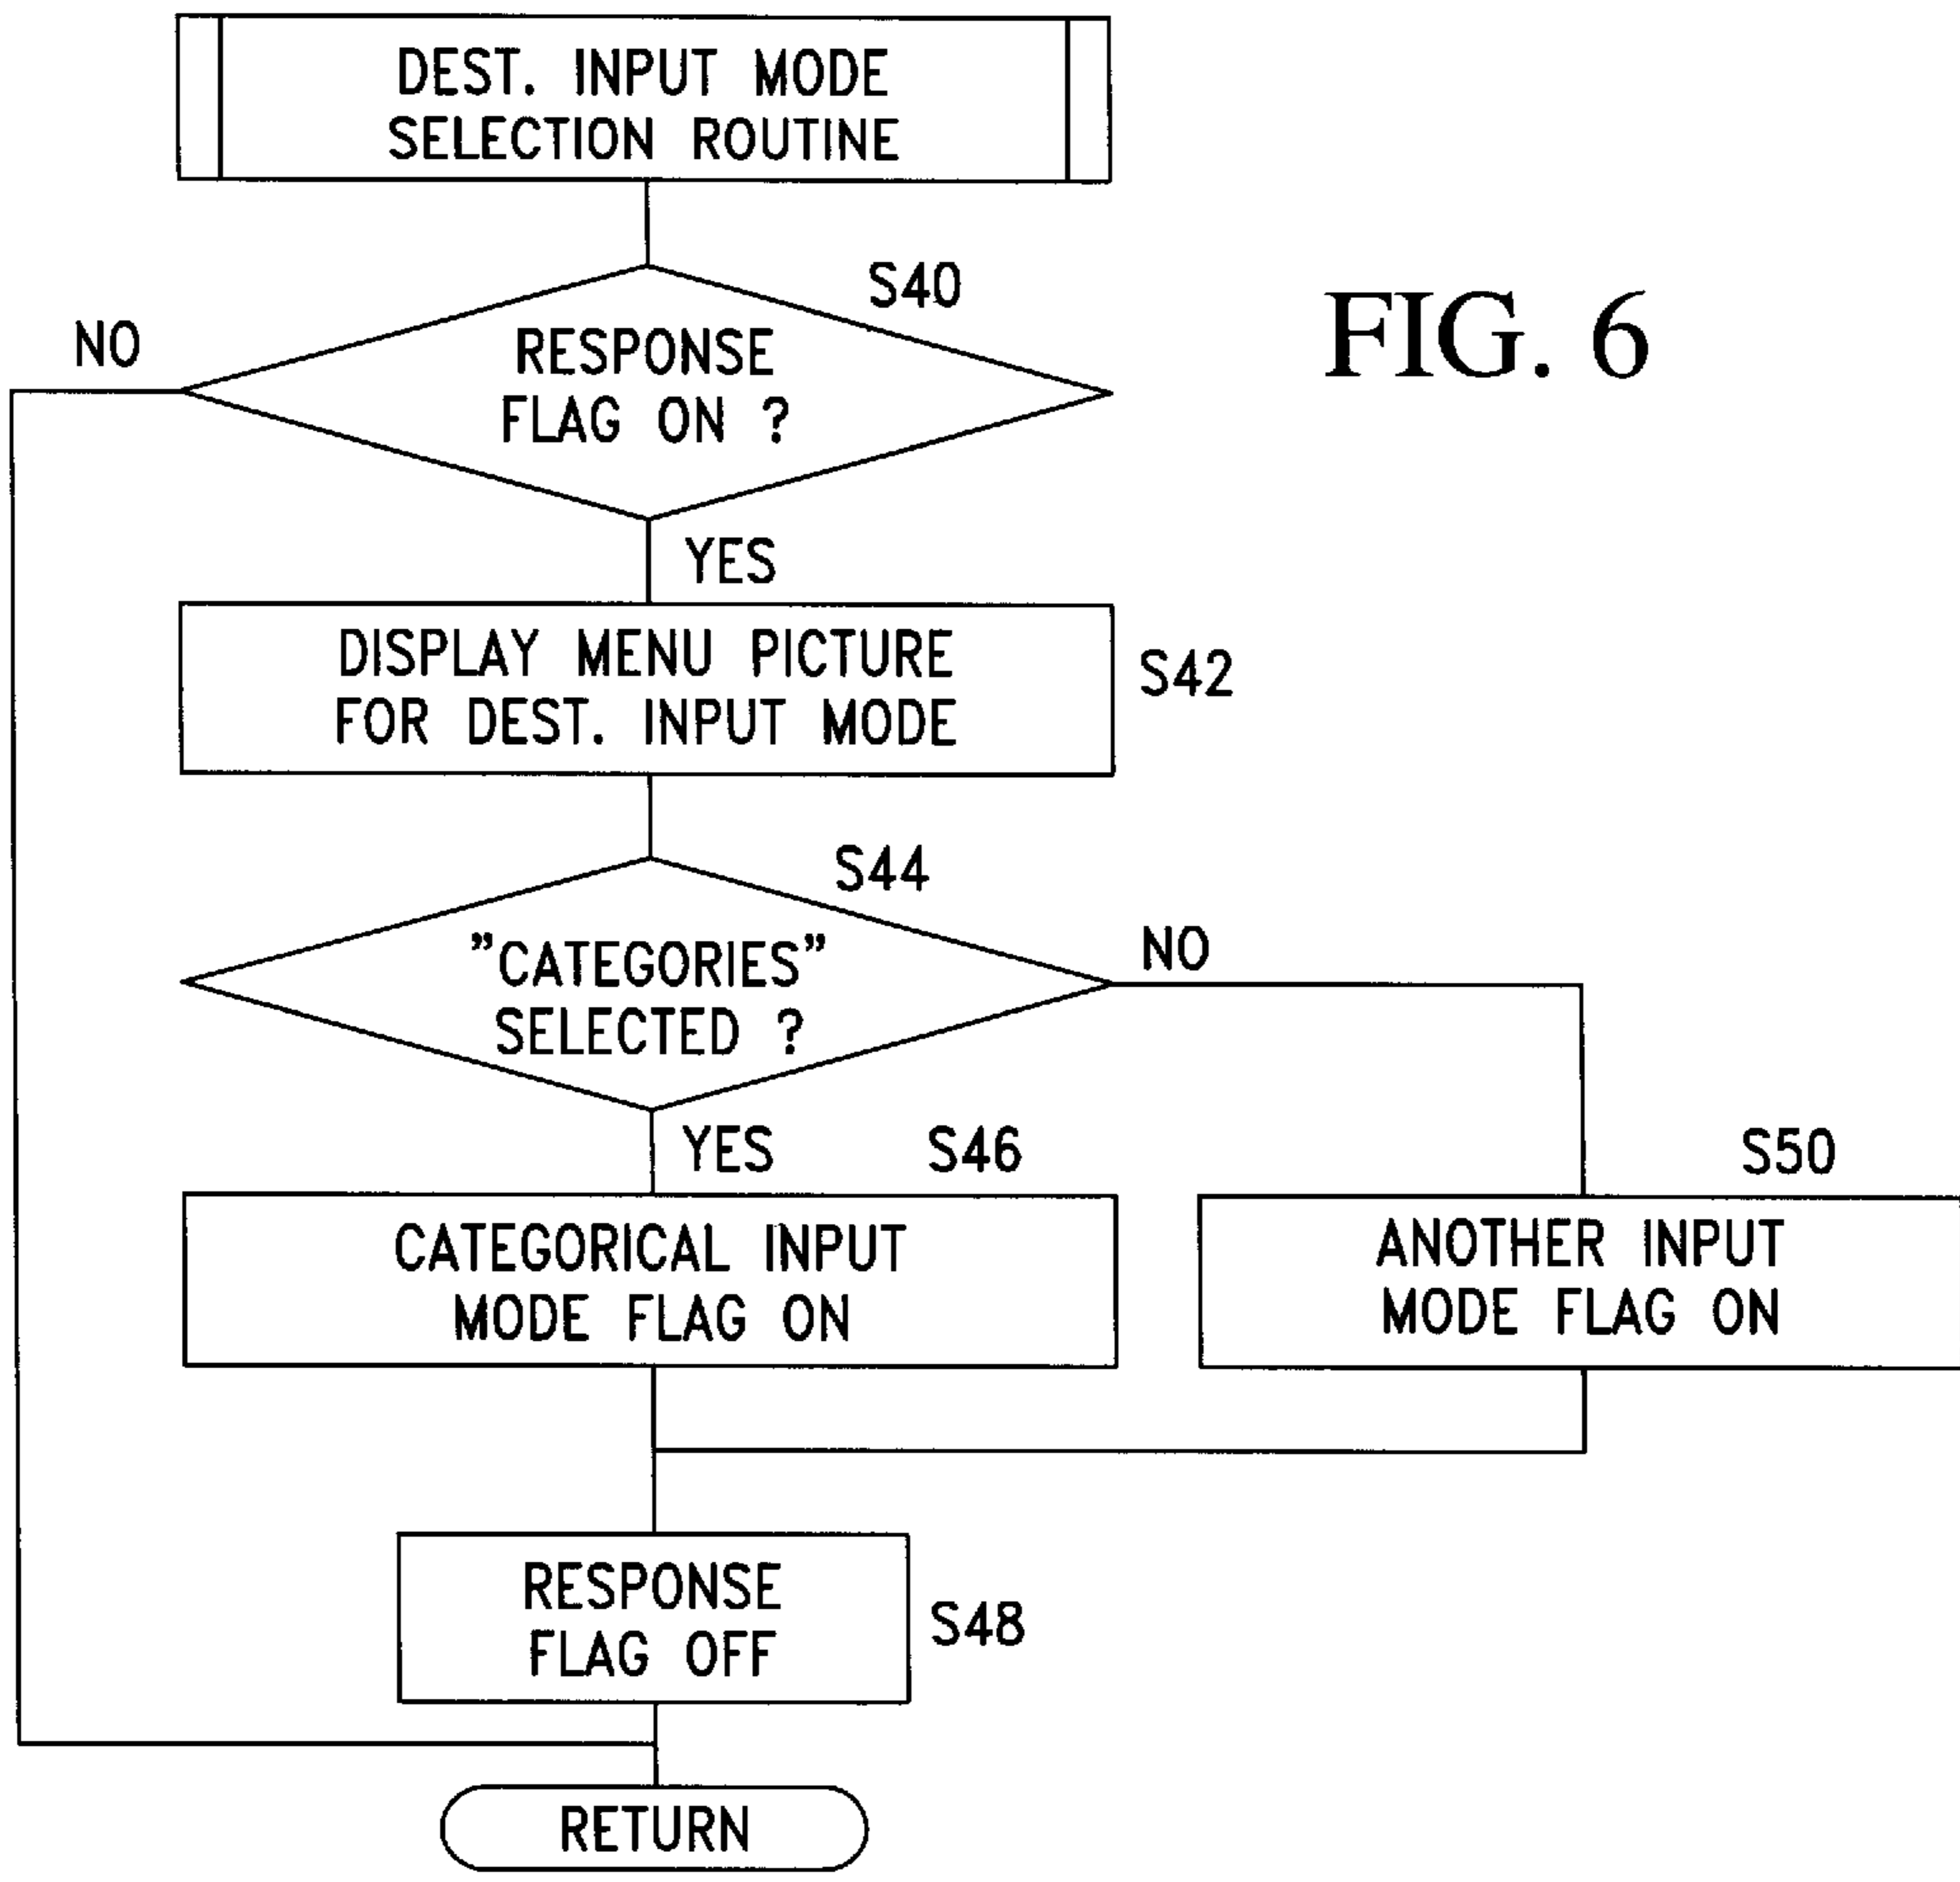 DEST. INPUT MODE
SELECTION ROUTINE
S40
FIG. 6
NO
RESPONSE
FLAG ON ?
YES
DISPLAY MENU PICTURE
FOR DEST. INPUT MODE
S42
S44
NO
"CATEGORIES"
SELECTED ?
YES
S46
S50
CATEGORICAL INPUT
MODE FLAG ON
ANOTHER INPUT
MODE FLAG ON
RESPONSE
FLAG OFF
S48
RETURN